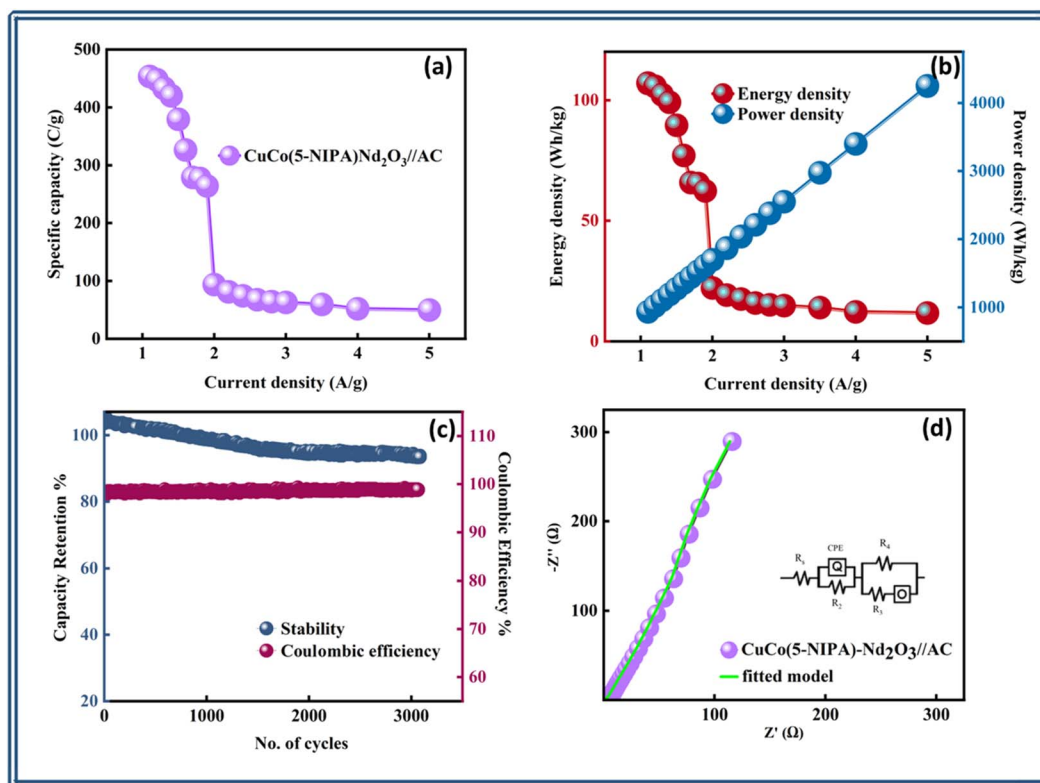 (a)
500
400
300
200
100
0
Specific capacity (C/g)
CuCo(5-NIPA)Nd₂O₃//AC
1 2 3 4 5
Current density (A/g)
(b)
100
50
0
Energy density (Wh/kg)
Energy density
Power density
4000
3000
2000
1000
Power density (Wh/kg)
1 2 3 4 5
Current density (A/g)
(c)
100
80
60
40
20
Capacity Retention %
Stability
Coulombic efficiency
110
100
90
80
70
60
Coulombic Efficiency %
0 1000 2000 3000
No. of cycles
(d)
300
200
100
-Z'' (Ω)
CPE
Q
Rs
R2
R4
R3
O
CuCo(5-NIPA)-Nd₂O₃//AC
fitted model
100 300
Z' (Ω)